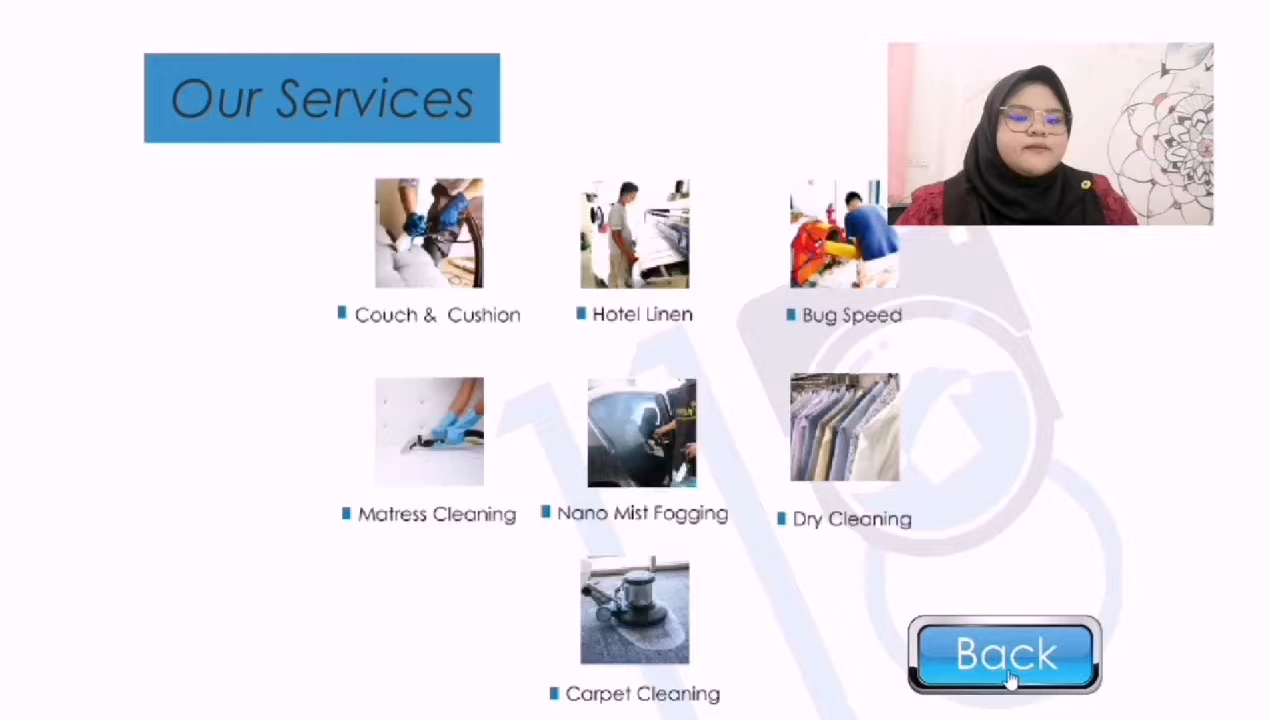 Our Services
Couch & Cushion
Hotel Linen
Bug Speed
Matress Cleaning
Nano Mist Fogging
Dry Cleaning
Carpet Cleaning
Back